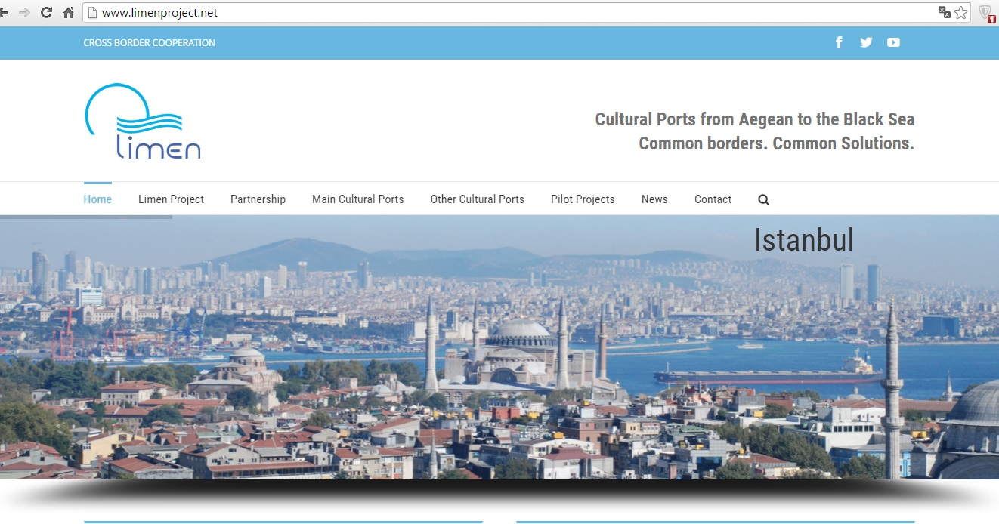 www.limenproject.net
1
CROSS BORDER COOPERATION
limen
Cultural Ports from Aegean to the Black Sea
Common borders. Common Solutions.
Home Limen Project Partnership Main Cultural Ports Other Cultural Ports Pilot Projects News Contact
Istanbul